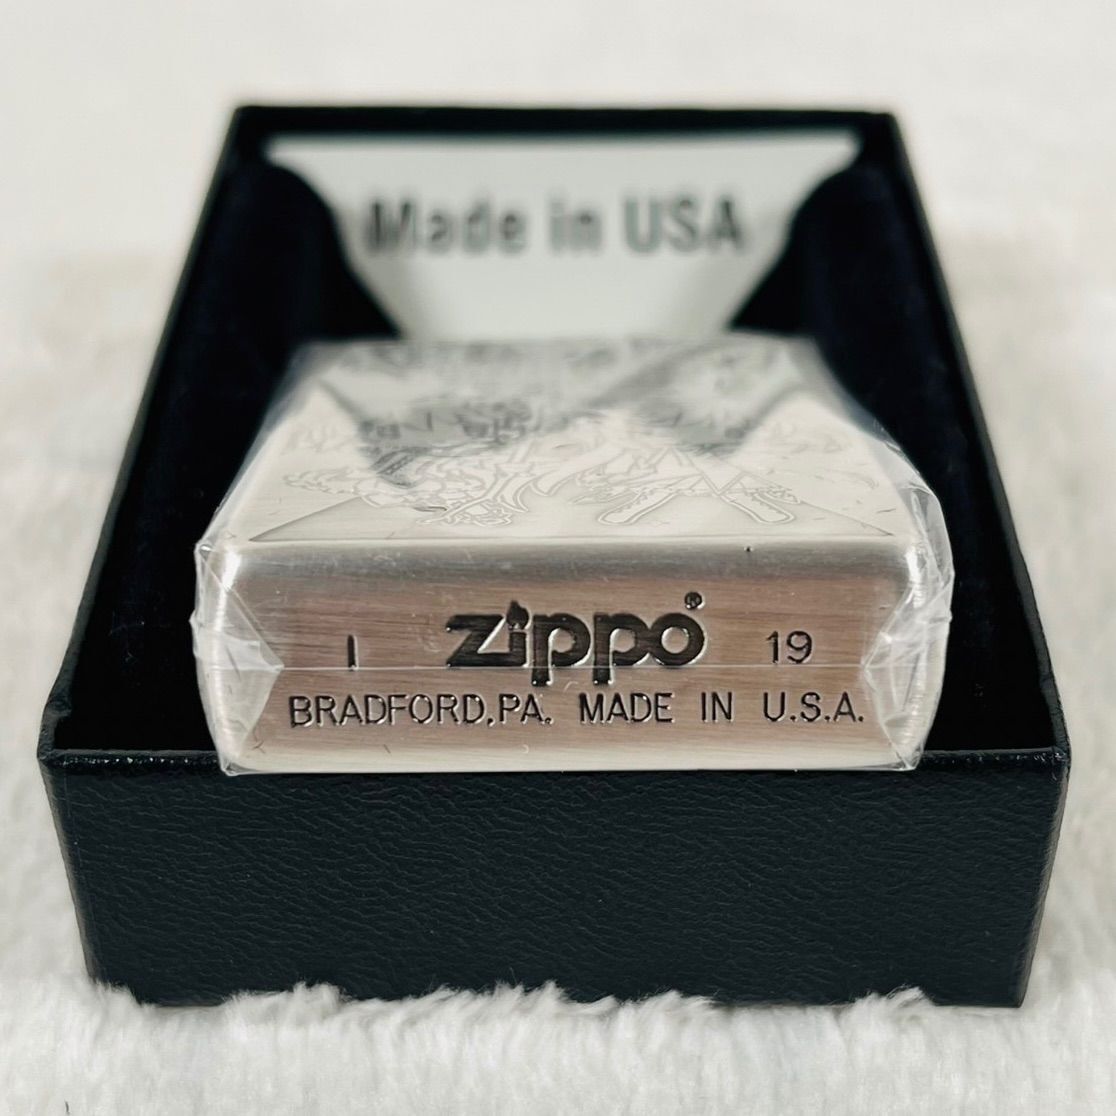 Made in USA
I zippo® 19
BRADFORD,PA. MADE IN U.S.A.